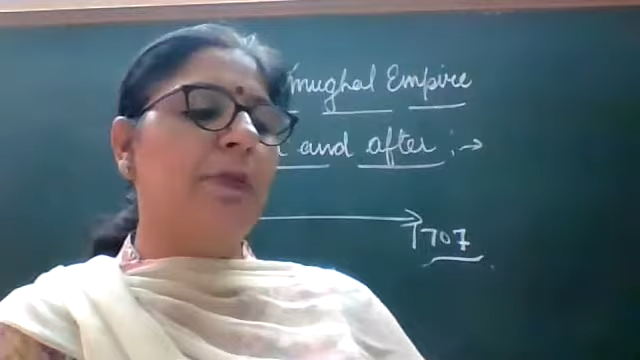 mughal Empire
and after :→
1707